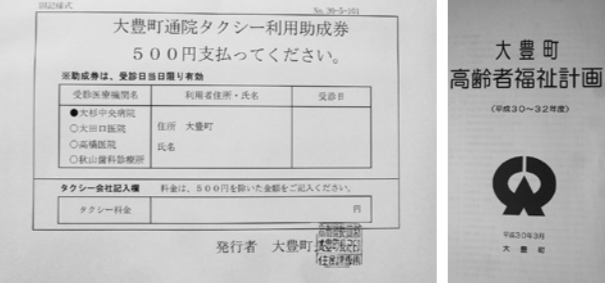 別記様式
No.30-5-101
大豊町通院タクシー利用助成券
５００円支払ってください。
※助成券は、受診日当日限り有効
受診医療機関名 利用者住所・氏名 受診日
●大杉中央病院
○大田口医院
○高橋医院
○秋山歯科診療所
住所 大豊町
氏名
タクシー会社記入欄 料金は、５００円を除いた金額をご記入ください。
タクシー料金 円
発行者 大豊町長
大豊町
高齢者福祉計画
(平成30～32年度)
平成30年3月
大豊町